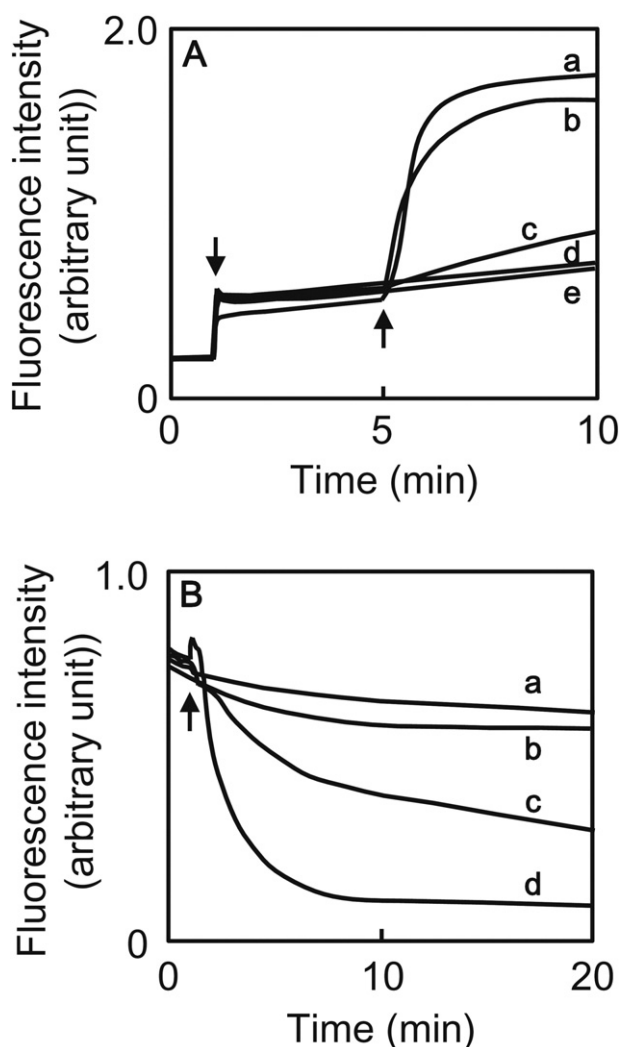 2.0
A
a
b
c
d
e
0
0
5
10
Time (min)
Fluorescence intensity
(arbitrary unit))
1.0
B
a
b
c
d
0
0
10
20
Time (min)
Fluorescence intensity
(arbitrary unit))